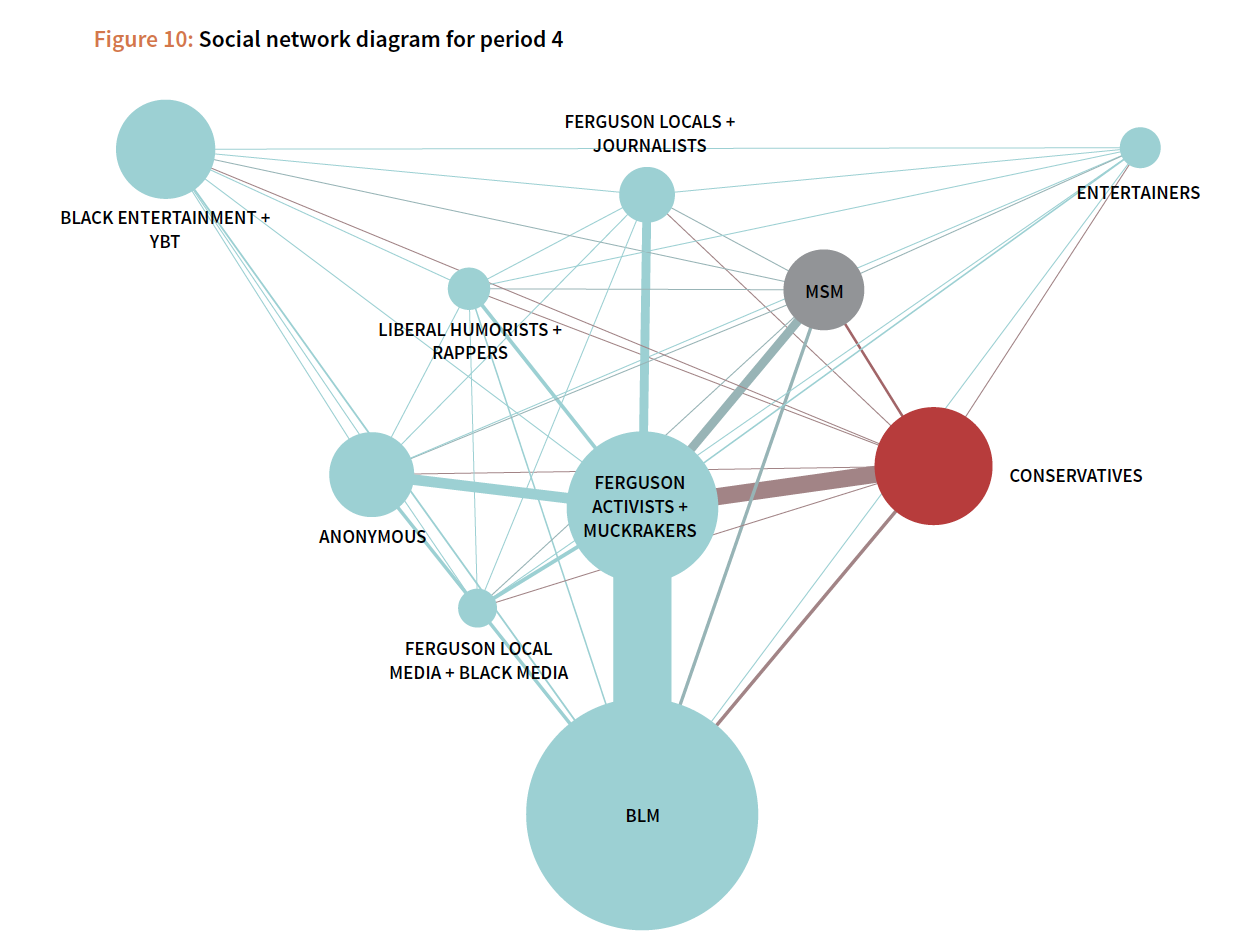 Figure 10: Social network diagram for period 4
FERGUSON LOCALS +
JOURNALISTS
ENTERTAINERS
BLACK ENTERTAINMENT +
YBT
MSM
LIBERAL HUMORISTS +
RAPPERS
CONSERVATIVES
FERGUSON
ACTIVISTS +
MUCKRAKERS
ANONYMOUS
FERGUSON LOCAL
MEDIA + BLACK MEDIA
BLM